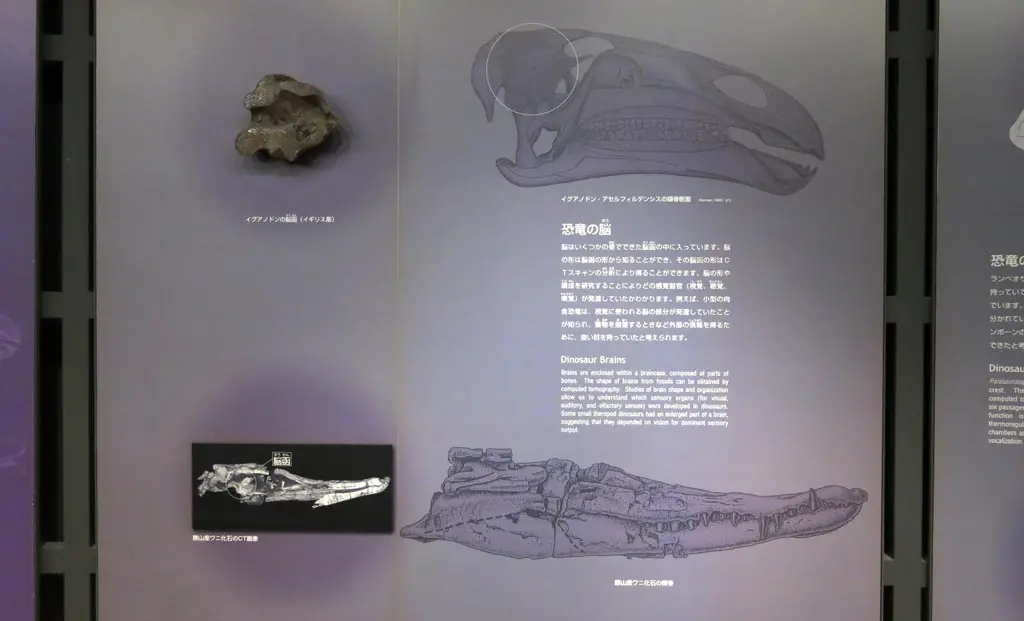 イグアノドンの脳函（イギリス産）
イグアノドン・アセルフィルデンシスの頭骨断面
恐竜の脳
脳はいくつかの骨でできた脳函の中に入っています。脳
の形は脳函の形から知ることができ、その脳函の形はＣ
Ｔスキャンの分析により得ることができます。脳の形や
構造を研究することによりどの感覚器官（視覚、聴覚、
嗅覚）が発達していたかわかります。例えば、小型の肉
食恐竜は、視覚に使われる脳の部分が発達していたこと
が知られ、獲物を捕獲するときなど外部の情報を得るた
めに、良い目を持っていたと考えられます。
Dinosaur Brains
Brains are enclosed within a braincase, composed of parts of
bones. The shape of brains from fossils can be obtained by
computed tomography. Studies of brain shape and organization
allow us to understand which sensory organs (for visual,
auditory, and olfactory senses) were developed in dinosaurs.
Some small theropod dinosaurs had an enlarged part of a brain,
suggesting that they depended on vision for dominant sensory
output.
のうかん
脳函
勝山産ワニ化石のCT画像
勝山産ワニ化石の頭骨
恐竜の
ランベオサ
持ってい
でいます。
分かれてい
ンボーンの
できたと考
Dinosau
Parasaurolo
crest. The
computed to
six passages
function o
thermoregul
chambers a
vocalization.